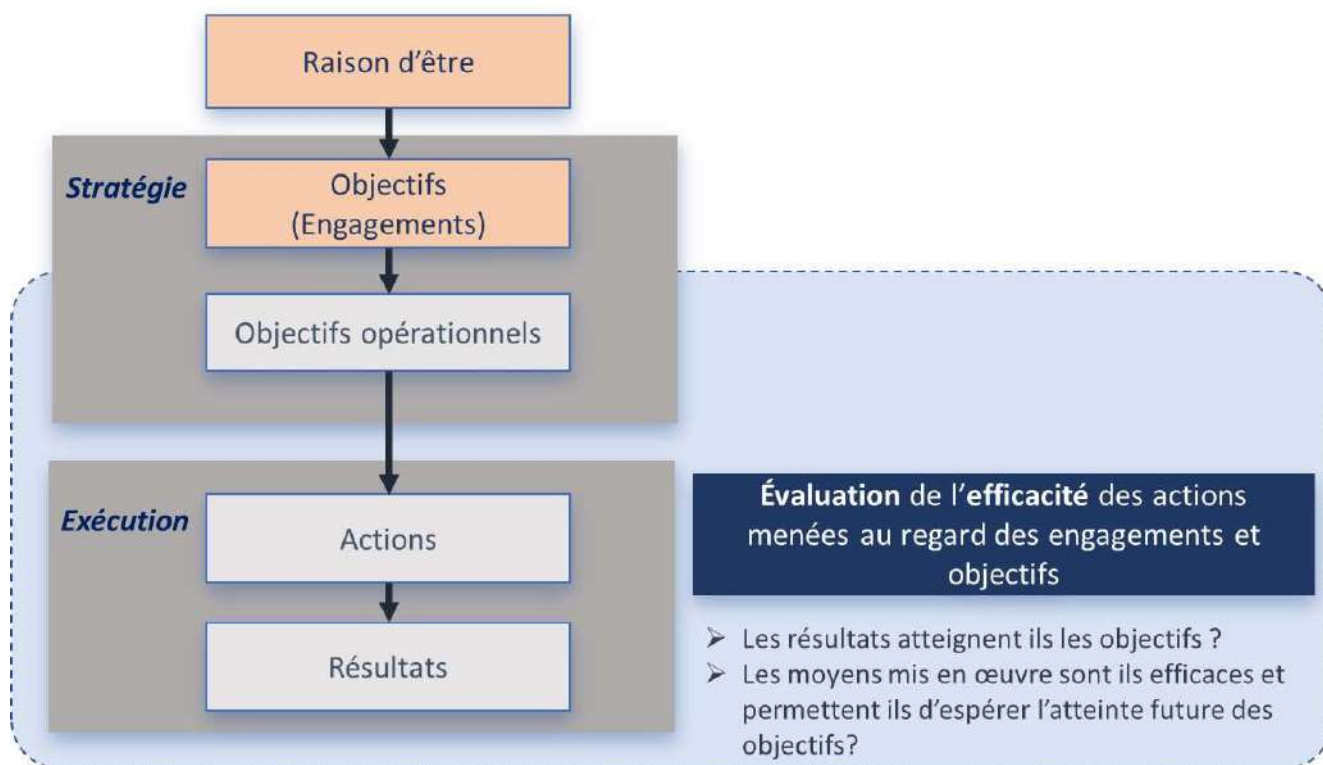 Raison d'être
Stratégie
Objectifs
(Engagements)
Objectifs opérationnels
Exécution
Actions
Résultats
Évaluation de l'efficacité des actions
menées au regard des engagements et
objectifs
➢ Les résultats atteignent ils les objectifs ?
➢ Les moyens mis en œuvre sont ils efficaces et
permettent ils d'espérer l'atteinte future des
objectifs?